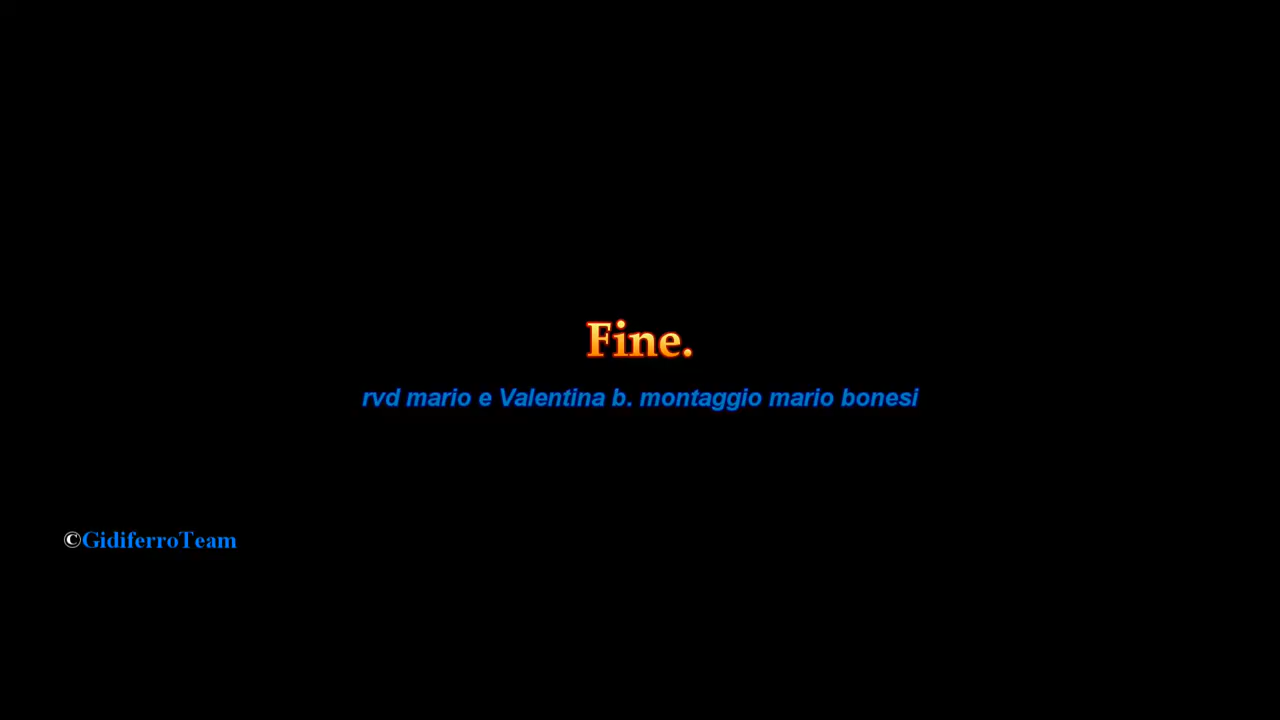 Fine.
rvd mario e Valentina b. montaggio mario bonesi
©GidiferroTeam